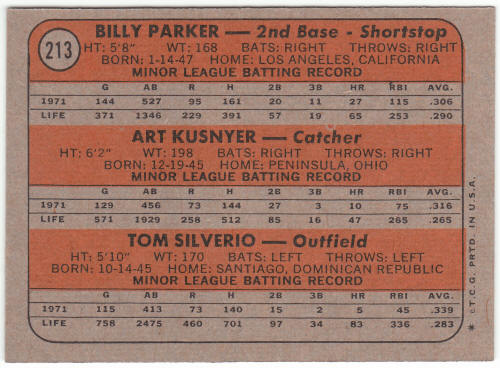 213
BILLY PARKER — 2nd Base - Shortstop
HT: 5'8" WT: 168 BATS: RIGHT THROWS: RIGHT
BORN: 1-14-47 HOME: LOS ANGELES, CALIFORNIA
MINOR LEAGUE BATTING RECORD
G AB R H 2B 3B HR RBI AVG.
1971 144 527 95 161 20 11 27 115 .306
LIFE 371 1346 229 391 57 20 65 253 .290
ART KUSNYER — Catcher
HT: 6'2" WT: 198 BATS: RIGHT THROWS: RIGHT
BORN: 12-19-45 HOME: PENINSULA, OHIO
MINOR LEAGUE BATTING RECORD
G AB R H 2B 3B HR RBI AVG.
1971 129 456 73 144 27 3 10 75 .316
LIFE 571 1929 258 512 85 16 47 265 .265
TOM SILVERIO — Outfield
HT: 5'10" WT: 170 BATS: LEFT THROWS: LEFT
BORN: 10-14-45 HOME: SANTIAGO, DOMINICAN REPUBLIC
MINOR LEAGUE BATTING RECORD
G AB R H 2B 3B HR RBI AVG.
1971 115 413 73 140 15 2 5 45 .339
LIFE 758 2475 460 701 97 34 83 336 .283
* © T.C.G. PRTD. IN U.S.A.